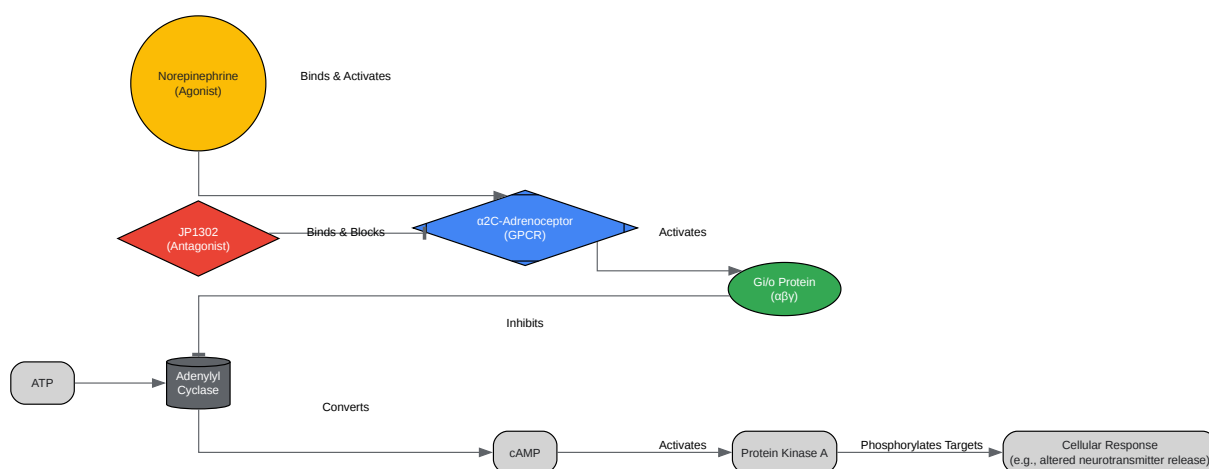 Norepinephrine
(Agonist)
Binds & Activates
JP1302
(Antagonist)
Binds & Blocks
α2C-Adrenoceptor
(GPCR)
Activates
Gi/o Protein
(αβγ)
Inhibits
ATP
Adenylyl
Cyclase
Converts
cAMP
Activates
Protein Kinase A
Phosphorylates Targets
Cellular Response
(e.g., altered neurotransmitter release)